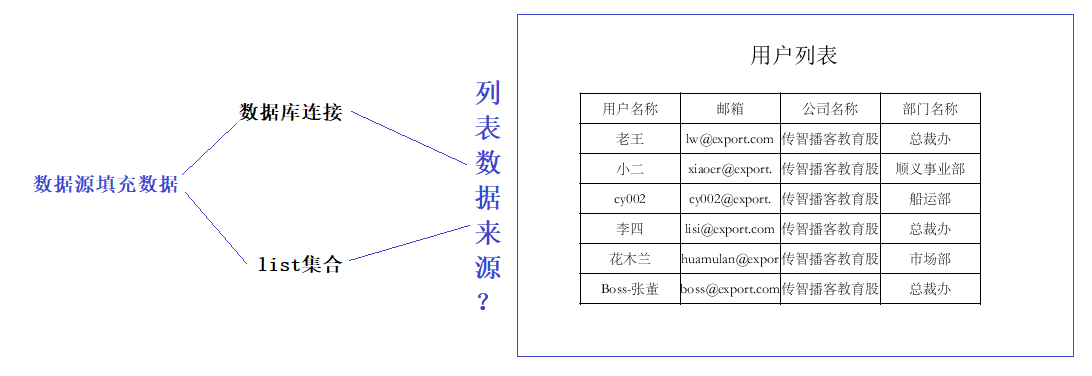 数据源填充数据
数据库连接
list集合
列表数据来源？
用户列表
用户名称 邮箱 公司名称 部门名称
老王 lw@export.com 传智播客教育股 总裁办
小二 xiaoer@export. 传智播客教育股 顺义事业部
cy002 cy002@export. 传智播客教育股 船运部
李四 lisi@export.com 传智播客教育股 总裁办
花木兰 huamulan@expor 传智播客教育股 市场部
Boss-张董 boss@export.com 传智播客教育股 总裁办